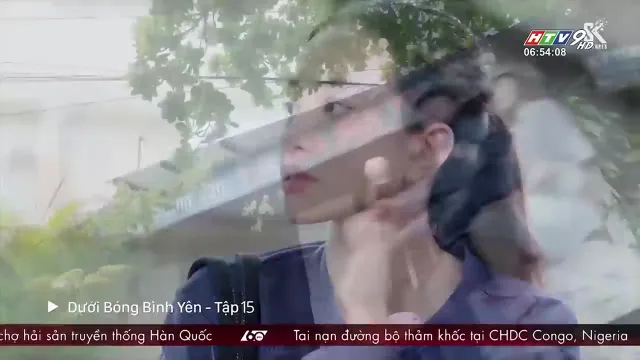 HTV9 HD
06:54:08
Dưới Bóng Bình Yên - Tập 15
chợ hải sản truyền thống Hàn Quốc
60
Tai nạn đường bộ thảm khốc tại CHDC Congo, Nigeria